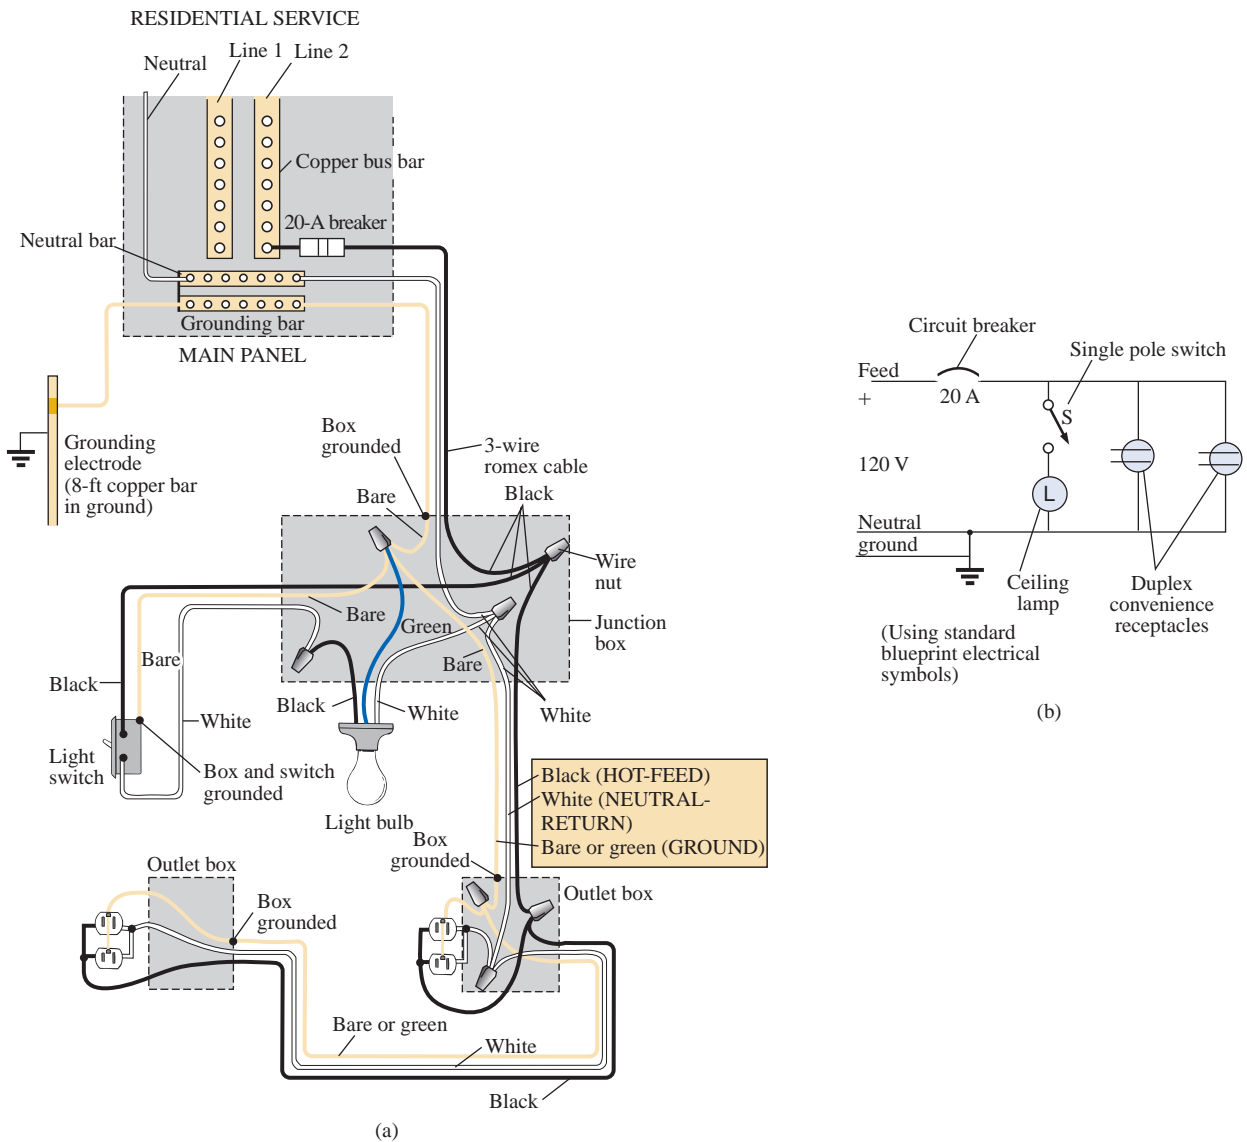 RESIDENTIAL SERVICE
Line 1
Line 2
Neutral
Copper bus bar
20-A breaker
Neutral bar
Grounding bar
MAIN PANEL
Grounding
electrode
(8-ft copper bar
in ground)
Box
grounded
3-wire
romex cable
Black
Bare
Wire
nut
Bare
Green
Junction
box
Bare
Bare
Black
White
Black
White
White
Light
switch
Box and switch
grounded
Light bulb
Black (HOT-FEED)
White (NEUTRAL-
RETURN)
Bare or green (GROUND)
Box
grounded
Outlet box
Outlet box
Box
grounded
Bare or green
White
Black
(a)
Circuit breaker
Single pole switch
Feed
+
20 A
S
120 V
L
Neutral
ground
Ceiling
lamp
Duplex
convenience
receptacles
(Using standard
blueprint electrical
symbols)
(b)